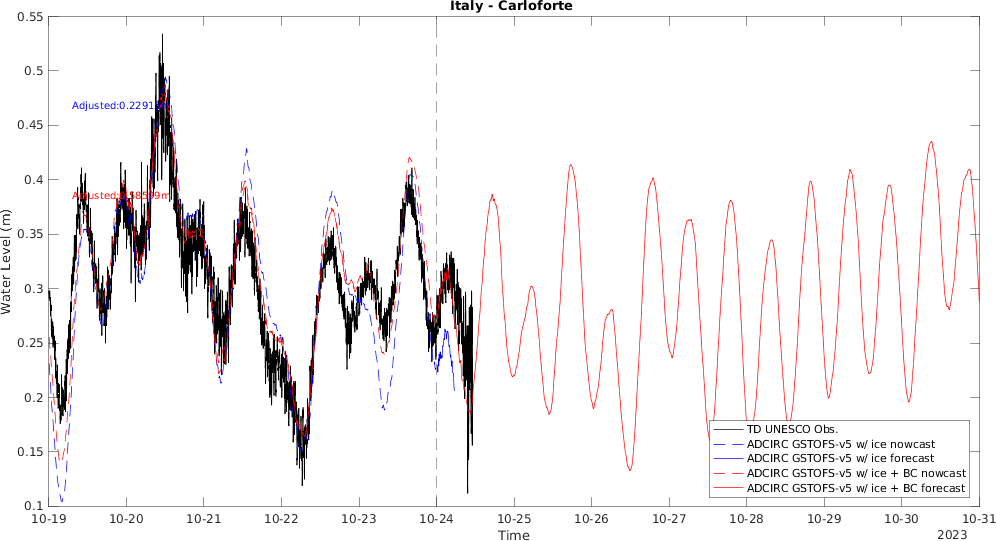 Italy - Carloforte
Water Level (m)
0.55
0.5
0.45
0.4
0.35
0.3
0.25
0.2
0.15
0.1
Adjusted:0.2291
TD UNESCO Obs.
ADCIRC GSTOFS-v5 w/ ice nowcast
ADCIRC GSTOFS-v5 w/ ice forecast
ADCIRC GSTOFS-v5 w/ ice + BC nowcast
ADCIRC GSTOFS-v5 w/ ice + BC forecast
10-19 10-20 10-21 10-22 10-23 10-24 10-25 10-26 10-27 10-28 10-29 10-30 10-31
Time
2023